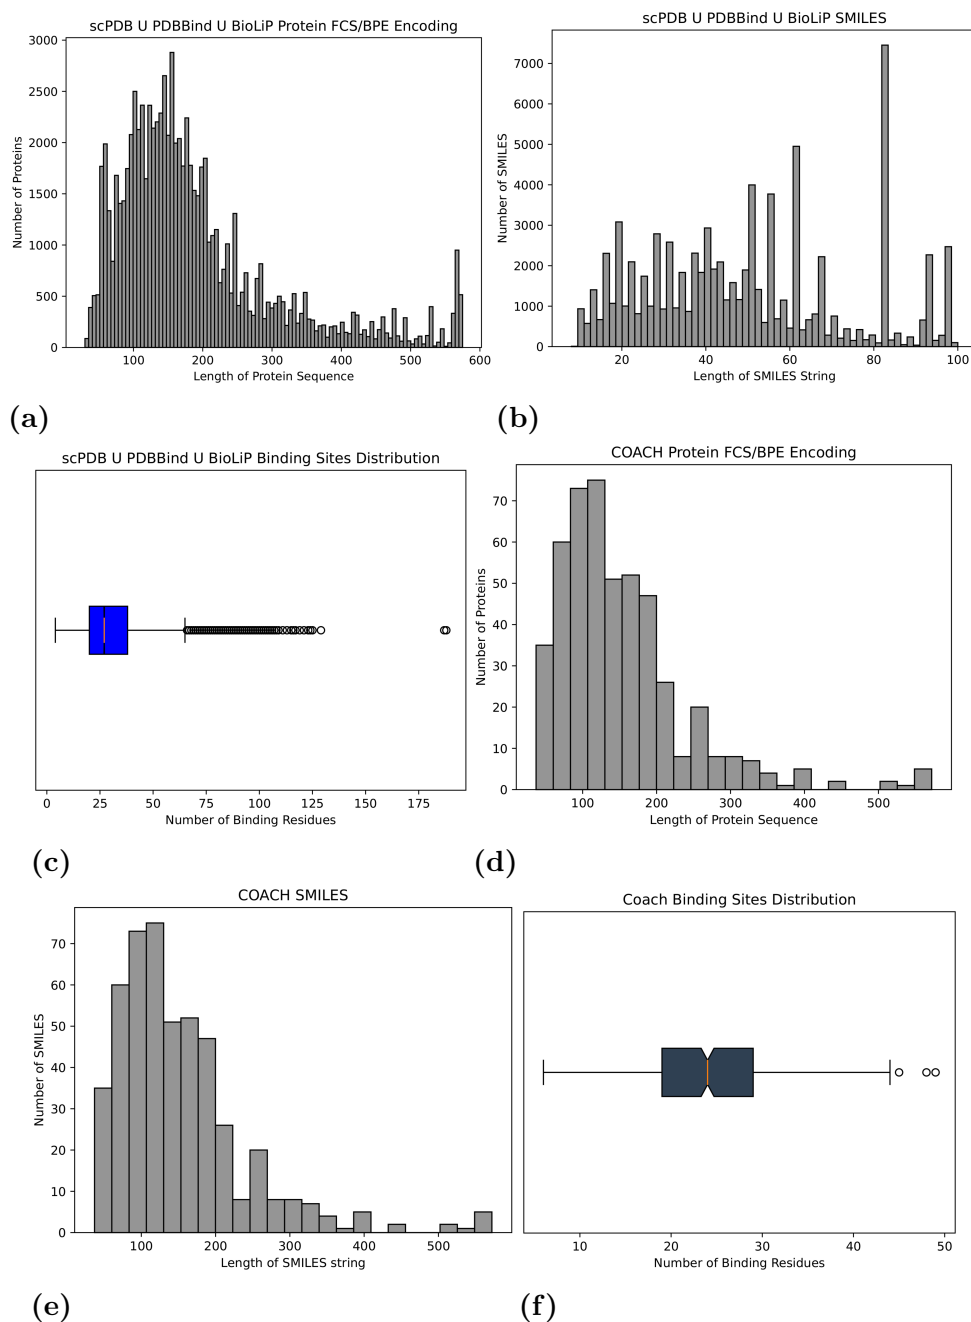 scPDB U PDBBind U BioLiP Protein FCS/BPE Encoding
3000
2500
2000
1500
1000
500
0
Number of Proteins
100 200 300 400 500 600
Length of Protein Sequence
(a)
scPDB U PDBBind U BioLiP SMILES
7000
6000
5000
4000
3000
2000
1000
0
Number of SMILES
20 40 60 80 100
Length of SMILES String
(b)
scPDB U PDBBind U BioLiP Binding Sites Distribution
0 25 50 75 100 125 150 175
Number of Binding Residues
(c)
COACH Protein FCS/BPE Encoding
70
60
50
40
30
20
10
0
Number of Proteins
100 200 300 400 500
Length of Protein Sequence
(d)
COACH SMILES
70
60
50
40
30
20
10
0
Number of SMILES
100 200 300 400 500
Length of SMILES string
(e)
Coach Binding Sites Distribution
10 20 30 40 50
Number of Binding Residues
(f)